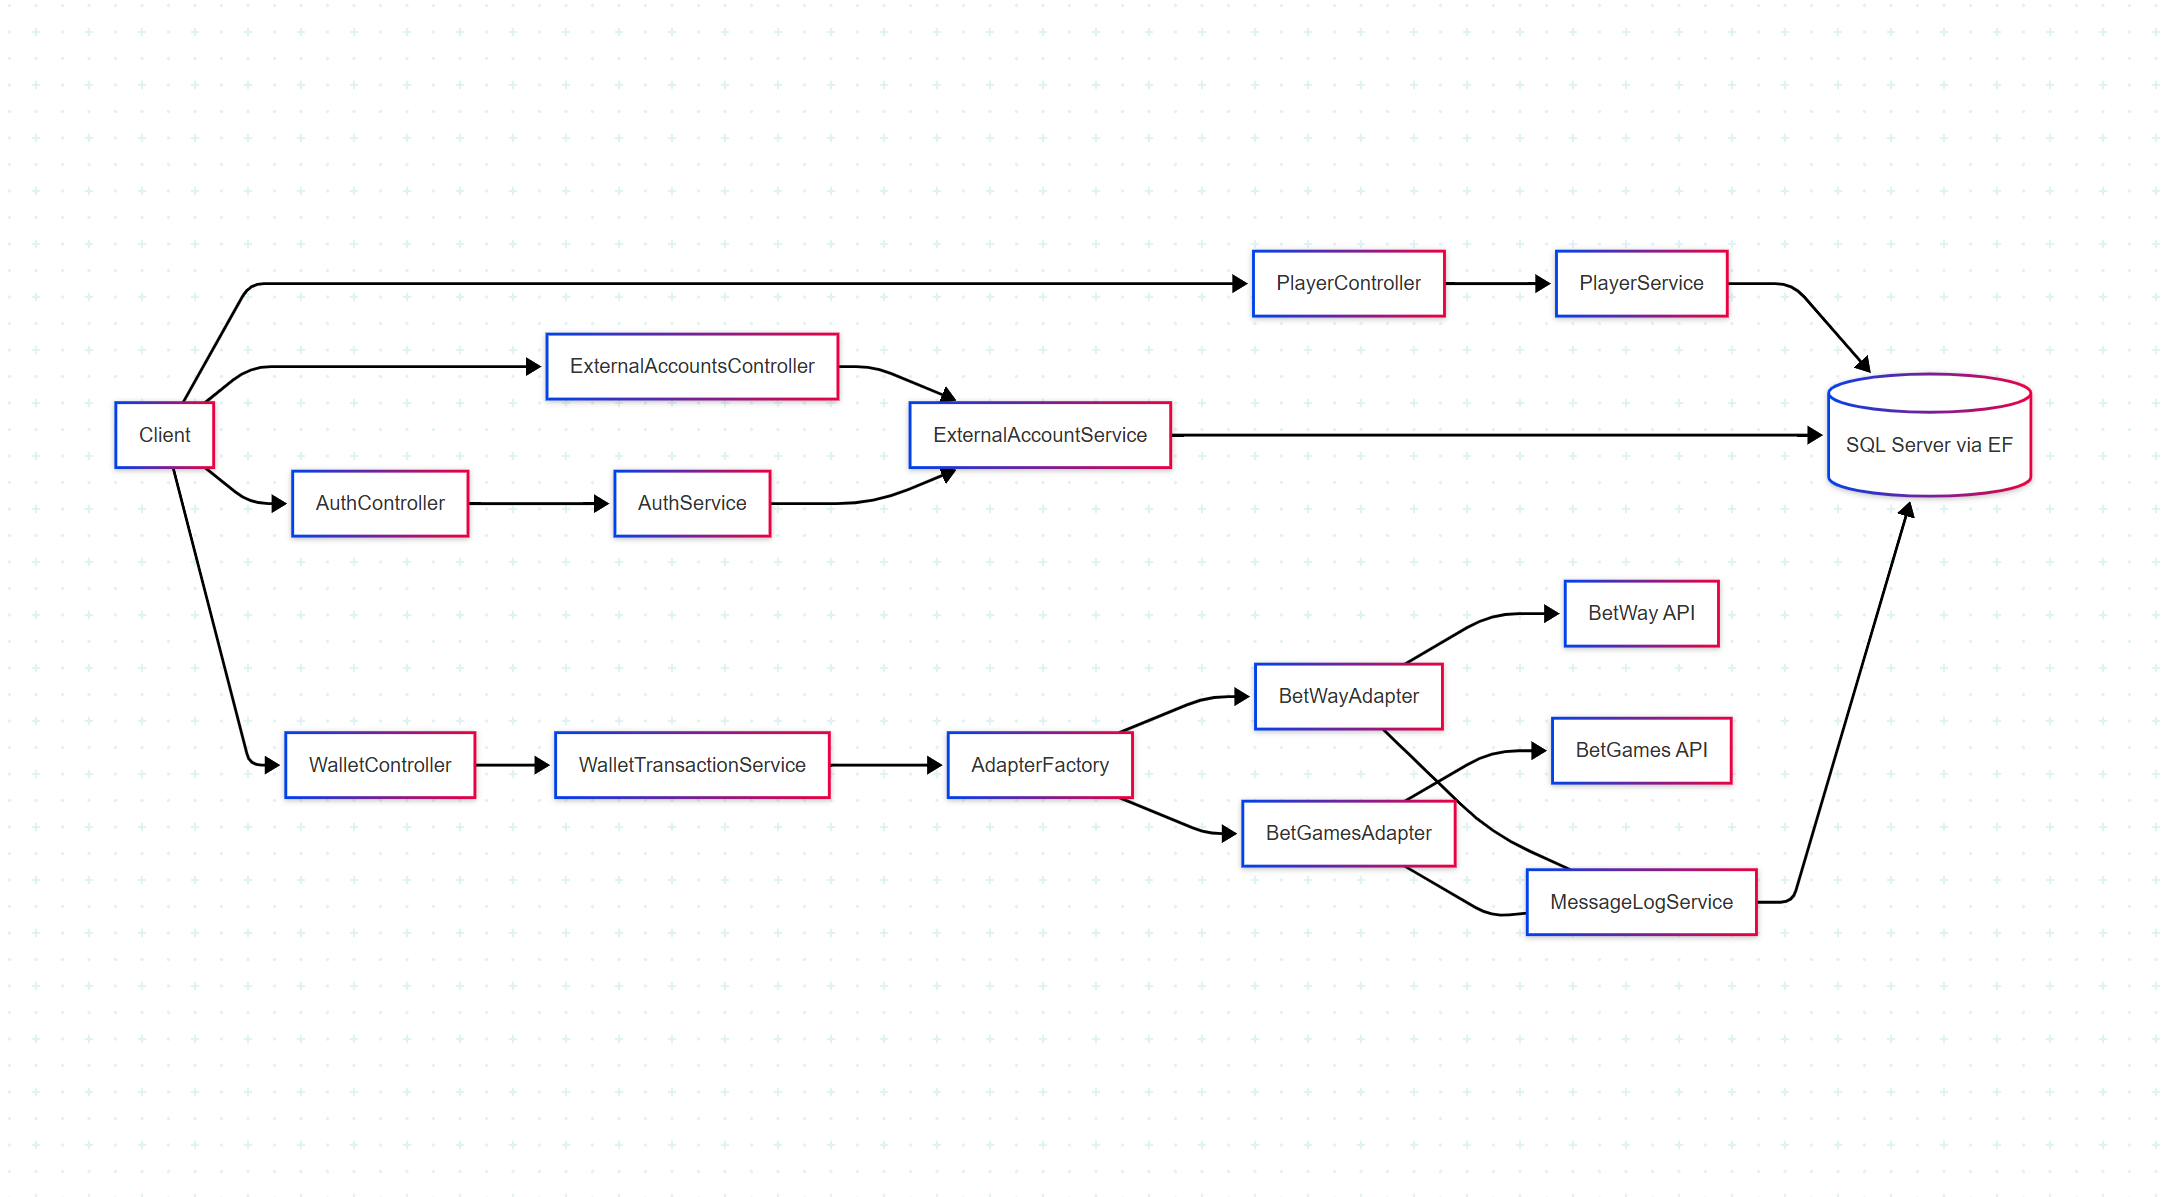 PlayerController
PlayerService
ExternalAccountsController
Client
ExternalAccountService
SQL Server via EF
AuthController
AuthService
BetWay API
BetWayAdapter
BetGames API
WalletController
WalletTransactionService
AdapterFactory
BetGamesAdapter
MessageLogService